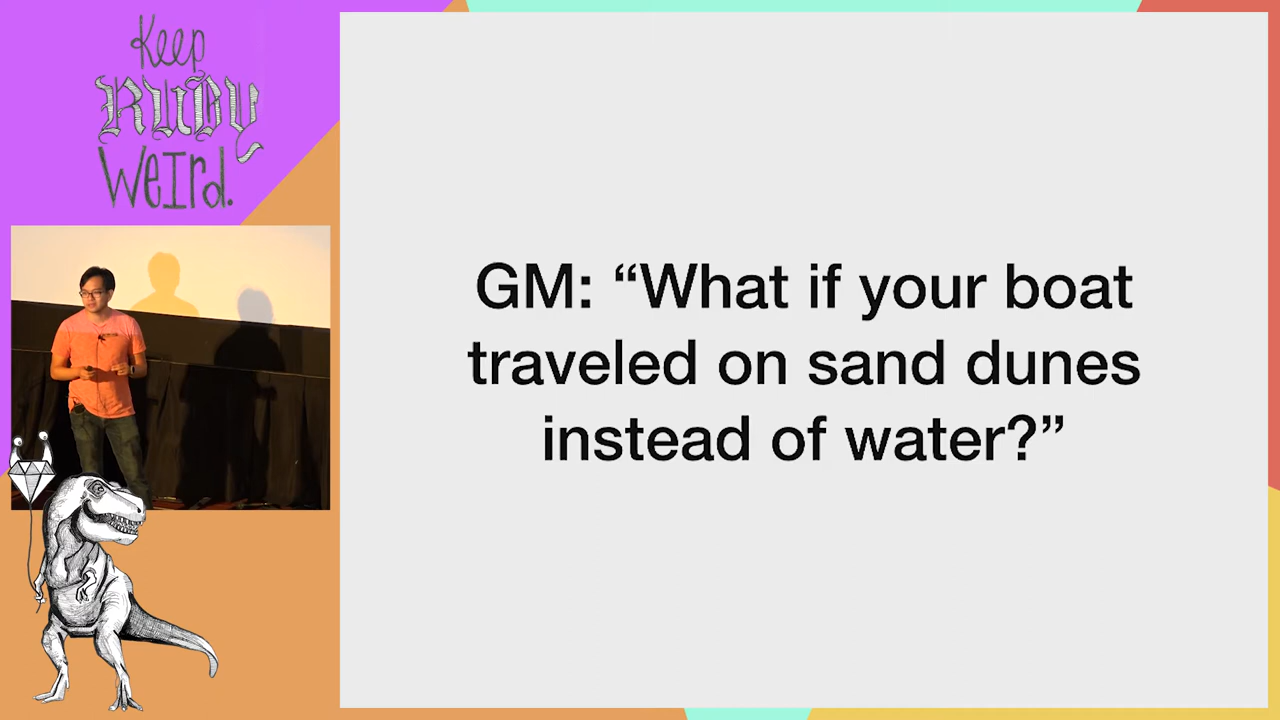 Keep
RUBY
WeIrd.
GM: “What if your boat
traveled on sand dunes
instead of water?”